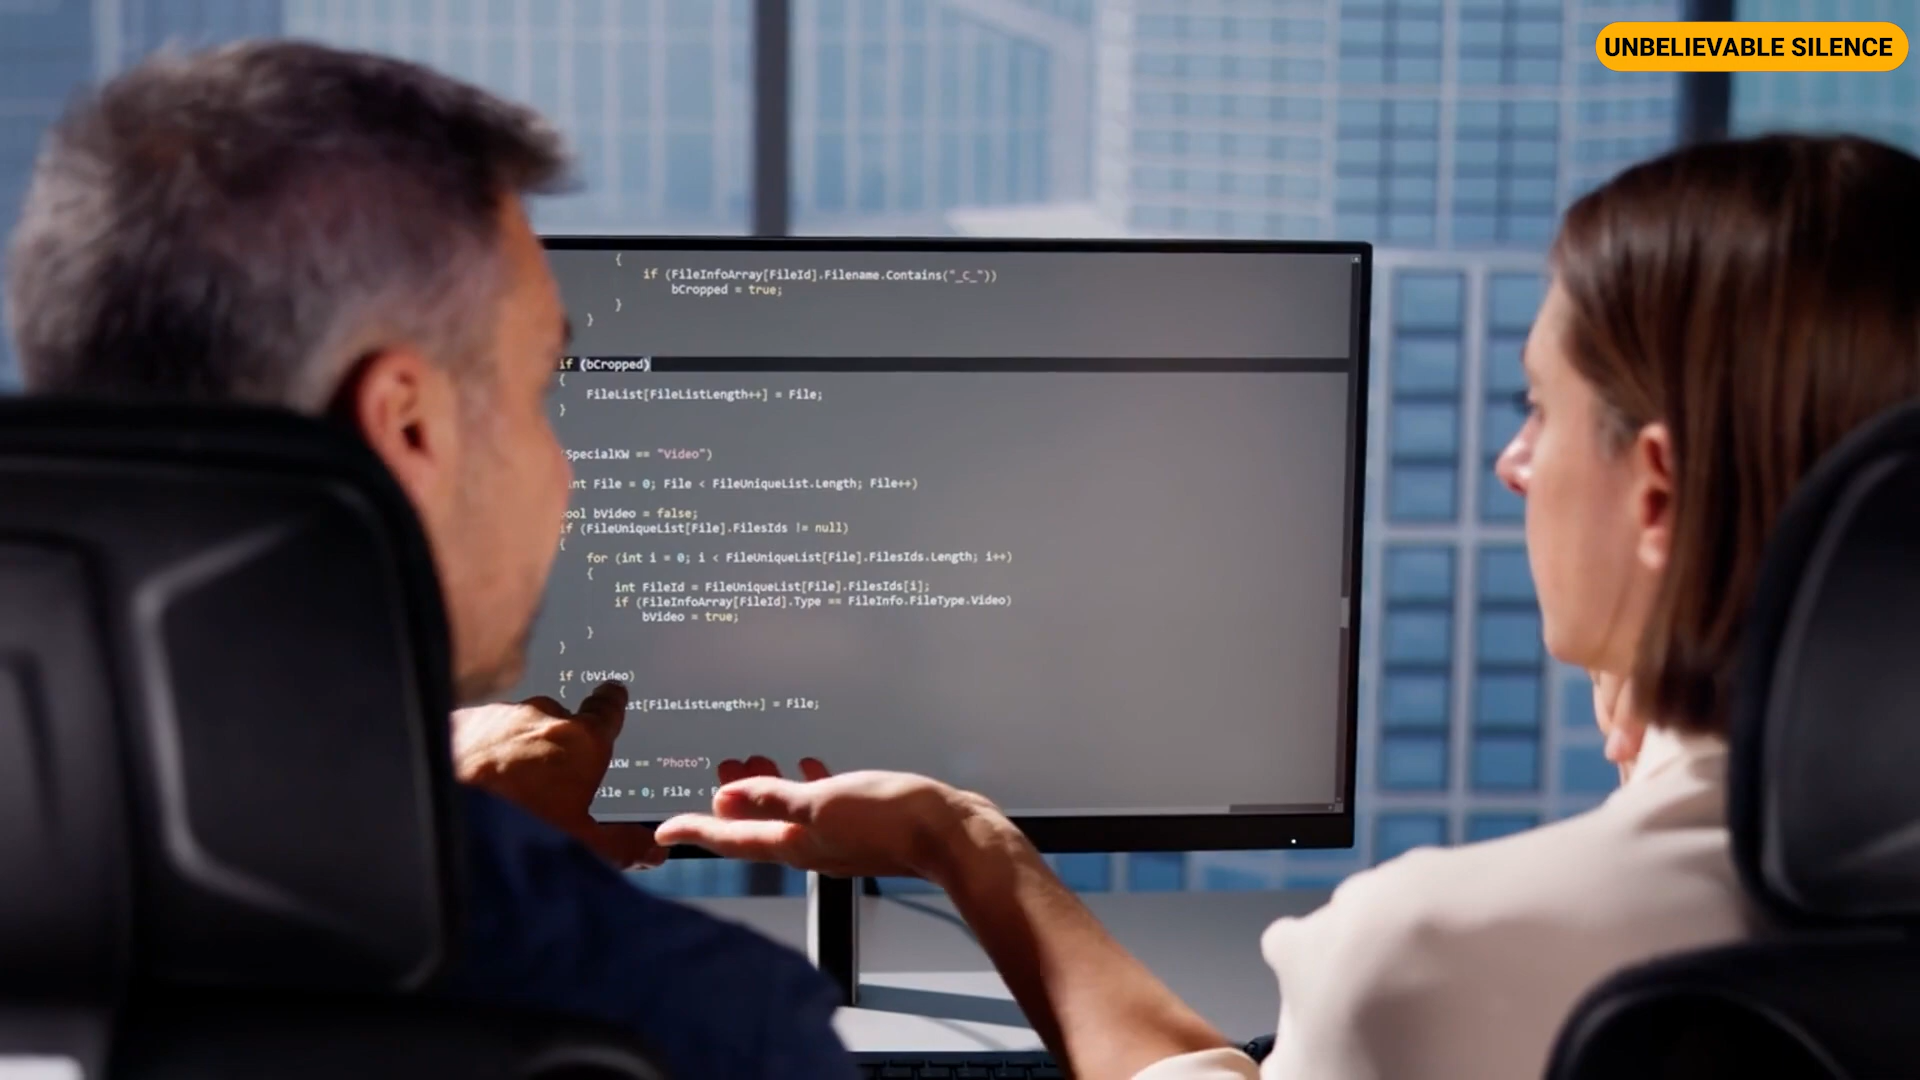 UNBELIEVABLE SILENCE
{
if (FileInfoArray[FileId].Filename.Contains("_c_"))
bCropped = true;
}
}
if (bCropped)
{
FileList[FileListLength++] = File;
}
SpecialKW == "Video")
int File = 0; File < FileUniqueList.Length; File++)
bool bVideo = false;
if (FileUniqueList[File].FilesIds != null)
{
for (int i = 0; i < FileUniqueList[File].FilesIds.Length; i++)
{
int FileId = FileUniqueList[File].FilesIds[i];
if (FileInfoArray[FileId].Type == FileInfo.FileType.Video)
bVideo = true;
}
}
if (bVideo)
{
st[FileListLength++] = File;
KW == "Photo")
File = 0; File <